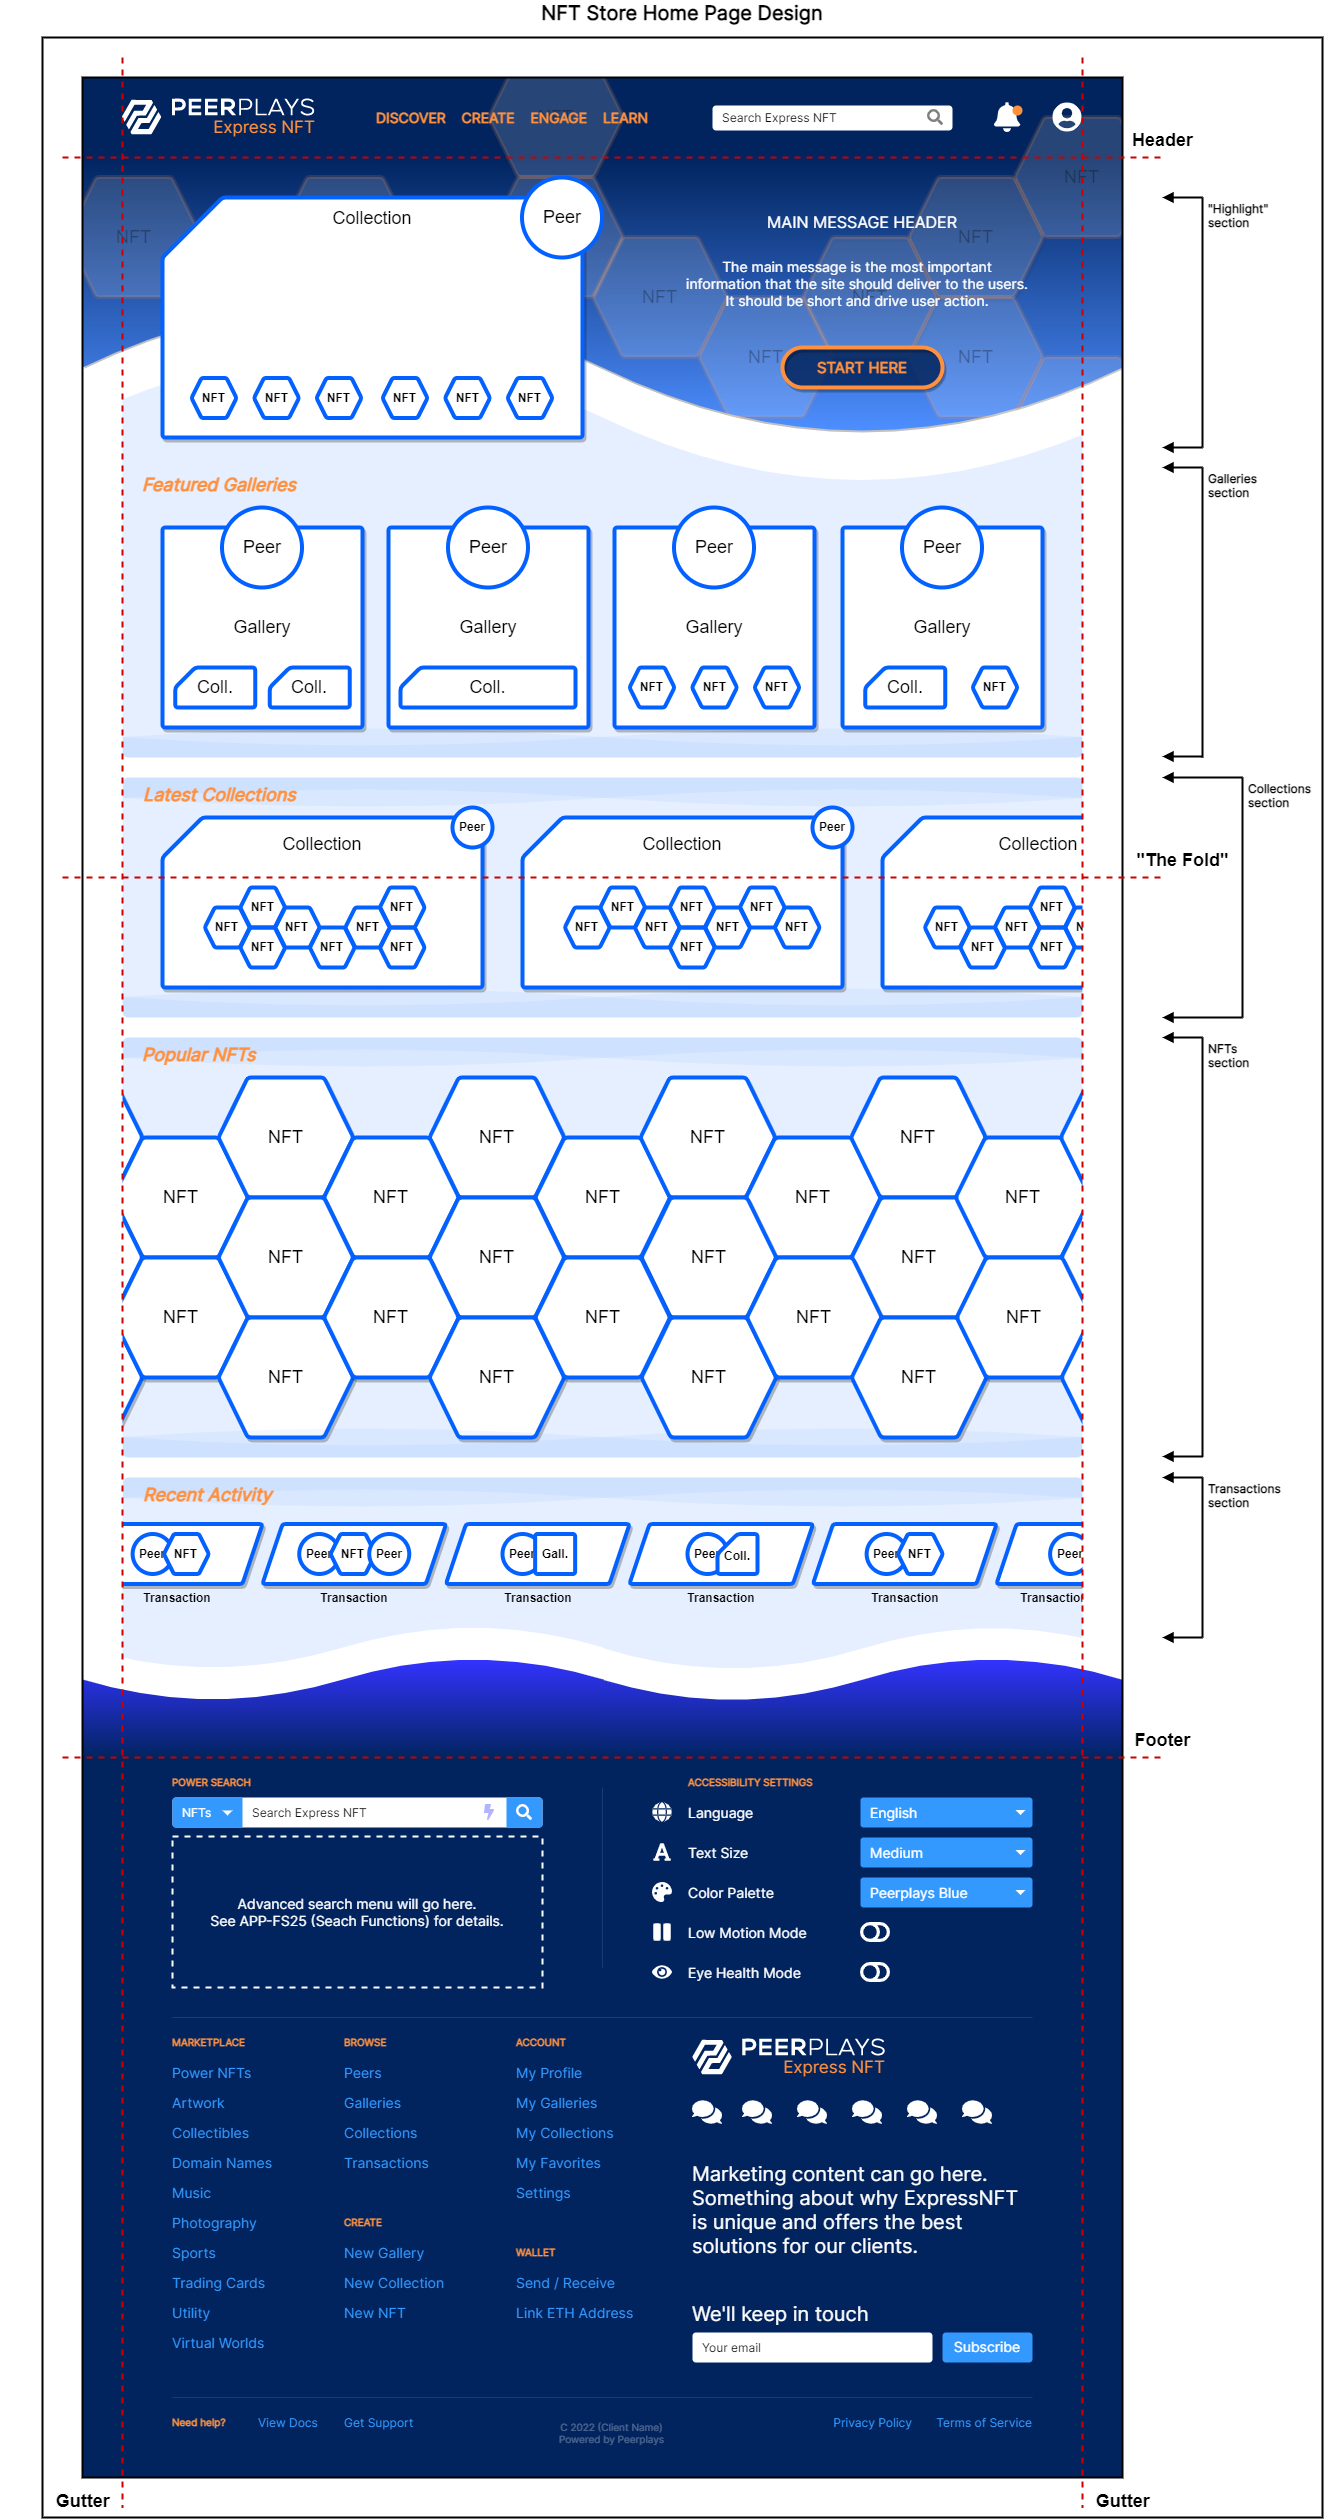 NFT Store Home Page Design
PEERPLAYS
Express NFT
DISCOVER CREATE ENGAGE LEARN
Search Express NFT
Header
NFT
NFT
NFT
NFT
NFT
NFT
NFT
"Highlight"
section
Collection
Peer
NFT NFT NFT NFT NFT NFT
MAIN MESSAGE HEADER
The main message is the most important
information that the site should deliver to the users.
It should be short and drive user action.
START HERE
Galleries
section
Featured Galleries
Peer Peer Peer Peer
Gallery Gallery Gallery Gallery
Coll. Coll. Coll. NFT NFT NFT Coll. NFT
Collections
section
Latest Collections
Peer Peer
Collection Collection Collection
"The Fold"
NFT NFT NFT NFT NFT NFT NFT NFT
NFT NFT NFT NFT NFT NFT NFT NFT
NFT NFT NFT NFT NFT N
NFTs
section
Popular NFTs
NFT NFT NFT NFT
NFT NFT NFT NFT NFT
NFT NFT NFT NFT
NFT NFT NFT NFT NFT
NFT NFT NFT NFT
Transactions
section
Recent Activity
Peer NFT Peer NFT Peer Peer Gall. Peer Coll. Peer NFT Peer
Transaction Transaction Transaction Transaction Transaction Transactio
Footer
POWER SEARCH
NFTs Search Express NFT
Advanced search menu will go here.
See APP-FS25 (Seach Functions) for details.
ACCESSIBILITY SETTINGS
Language English
Text Size Medium
Color Palette Peerplays Blue
Low Motion Mode
Eye Health Mode
MARKETPLACE
Power NFTs
Artwork
Collectibles
Domain Names
Music
Photography
Sports
Trading Cards
Utility
Virtual Worlds
BROWSE
Peers
Galleries
Collections
Transactions
CREATE
New Gallery
New Collection
New NFT
ACCOUNT
My Profile
My Galleries
My Collections
My Favorites
Settings
WALLET
Send / Receive
Link ETH Address
PEERPLAYS
Express NFT
Marketing content can go here.
Something about why ExpressNFT
is unique and offers the best
solutions for our clients.
We'll keep in touch
Your email Subscribe
Need help? View Docs Get Support
C 2022 (Client Name)
Powered by Peerplays
Privacy Policy Terms of Service
Gutter Gutter